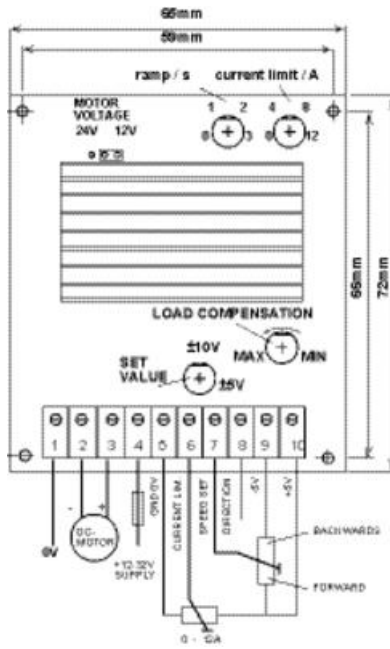 65mm
59mm
ramp / s current limit / A
MOTOR
VOLTAGE
24V 12V
1 2
0 3
4 8
0 12
66mm
72mm
LOAD COMPENSATION
MAX MIN
±10V
SET
VALUE
±5V
1 2 3 4 5 6 7 8 9 10
0V
- +
DC-
MOTOR
+12-32V
SUPPLY
GND 0V
CURRENT LIM
SPEED SET
DIRECTION
-5V
+5V
BACKWARDS
FORWARD